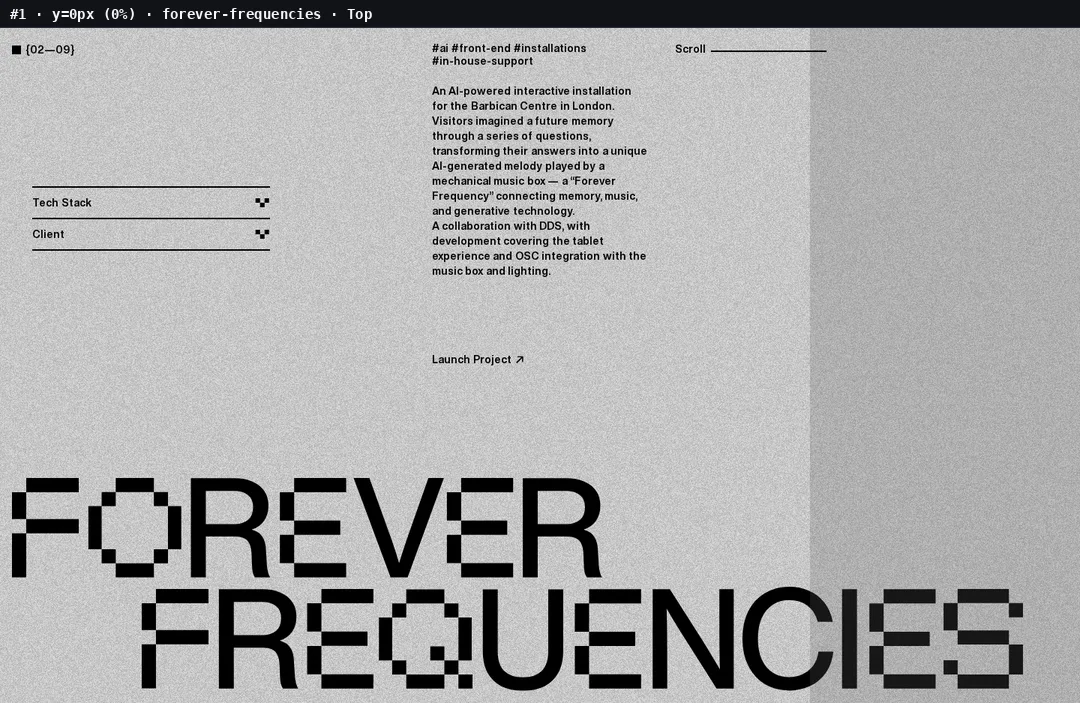 #1 · y=0px (0%) · forever-frequencies · Top
{02—09}
#ai #front-end #installations
#in-house-support
Scroll
An AI-powered interactive installation
for the Barbican Centre in London.
Visitors imagined a future memory
through a series of questions,
transforming their answers into a unique
AI-generated melody played by a
mechanical music box — a “Forever
Frequency” connecting memory, music,
and generative technology.
A collaboration with DDS, with
development covering the tablet
experience and OSC integration with the
music box and lighting.
Tech Stack
Client
Launch Project ↗
FOREVER
FREQUENCIES